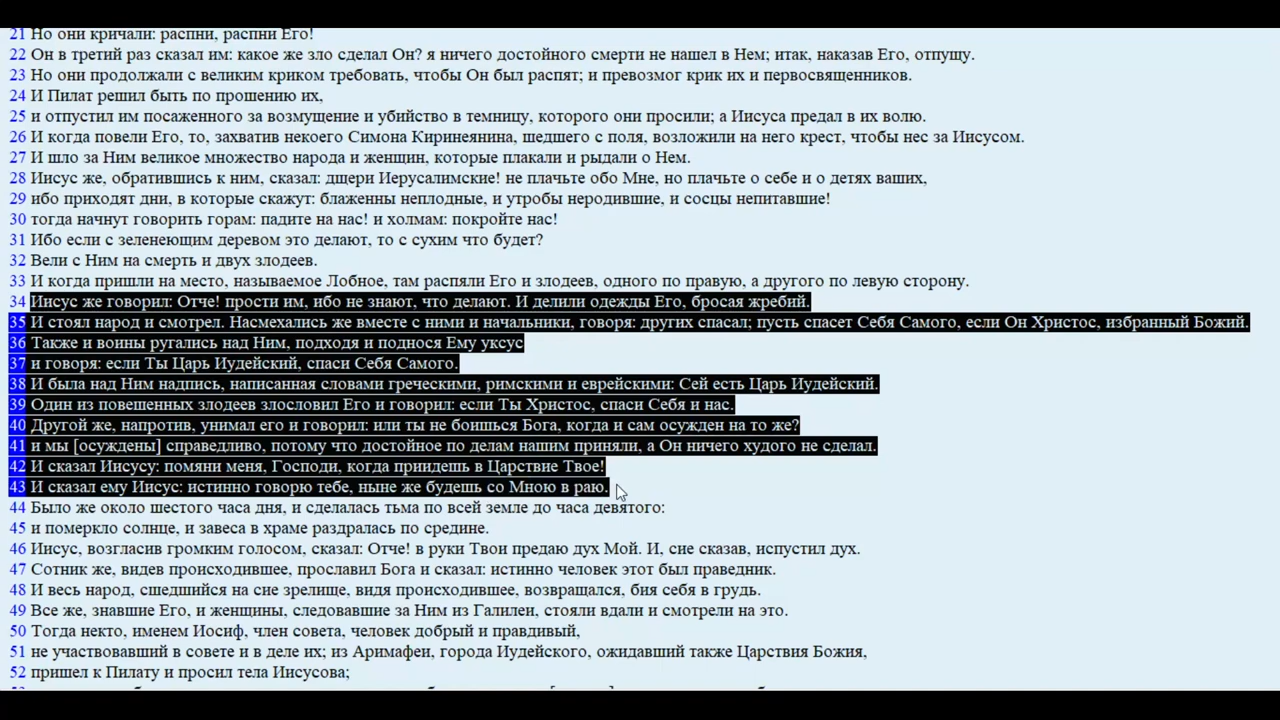 21 Но они кричали: распни, распни Его!
22 Он в третий раз сказал им: какое же зло сделал Он? я ничего достойного смерти не нашел в Нем; итак, наказав Его, отпущу.
23 Но они продолжали с великим криком требовать, чтобы Он был распят; и превозмог крик их и первосвященников.
24 И Пилат решил быть по прошению их,
25 и отпустил им посаженного за возмущение и убийство в темницу, которого они просили; а Иисуса предал в их волю.
26 И когда повели Его, то, захватив некоего Симона Киринеянина, шедшего с поля, возложили на него крест, чтобы нес за Иисусом.
27 И шло за Ним великое множество народа и женщин, которые плакали и рыдали о Нем.
28 Иисус же, обратившись к ним, сказал: дщери Иерусалимские! не плачьте обо Мне, но плачьте о себе и о детях ваших,
29 ибо приходят дни, в которые скажут: блаженны неплодные, и утробы неродившие, и сосцы непитавшие!
30 тогда начнут говорить горам: падите на нас! и холмам: покройте нас!
31 Ибо если с зеленеющим деревом это делают, то с сухим что будет?
32 Вели с Ним на смерть и двух злодеев.
33 И когда пришли на место, называемое Лобное, там распяли Его и злодеев, одного по правую, а другого по левую сторону.
34 Иисус же говорил: Отче! прости им, ибо не знают, что делают. И делили одежды Его, бросая жребий.
35 И стоял народ и смотрел. Насмехались же вместе с ними и начальники, говоря: других спасал; пусть спасет Себя Самого, если Он Христос, избранный Божий.
36 Также и воины ругались над Ним, подходя и поднося Ему уксус
37 и говоря: если Ты Царь Иудейский, спаси Себя Самого.
38 И была над Ним надпись, написанная словами греческими, римскими и еврейскими: Сей есть Царь Иудейский.
39 Один из повешенных злодеев злословил Его и говорил: если Ты Христос, спаси Себя и нас.
40 Другой же, напротив, унимал его и говорил: или ты не боишься Бога, когда и сам осужден на то же?
41 и мы [осуждены] справедливо, потому что достойное по делам нашим приняли, а Он ничего худого не сделал.
42 И сказал Иисусу: помяни меня, Господи, когда приидешь в Царствие Твое!
43 И сказал ему Иисус: истинно говорю тебе, ныне же будешь со Мною в раю.
44 Было же около шестого часа дня, и сделалась тьма по всей земле до часа девятого:
45 и померкло солнце, и завеса в храме раздралась по средине.
46 Иисус, возгласив громким голосом, сказал: Отче! в руки Твои предаю дух Мой. И, сие сказав, испустил дух.
47 Сотник же, видев происходившее, прославил Бога и сказал: истинно человек этот был праведник.
48 И весь народ, сшедшийся на сие зрелище, видя происходившее, возвращался, бия себя в грудь.
49 Все же, знавшие Его, и женщины, следовавшие за Ним из Галилеи, стояли вдали и смотрели на это.
50 Тогда некто, именем Иосиф, член совета, человек добрый и правдивый,
51 не участвовавший в совете и в деле их; из Аримафеи, города Иудейского, ожидавший также Царствия Божия,
52 пришел к Пилату и просил тела Иисусова;